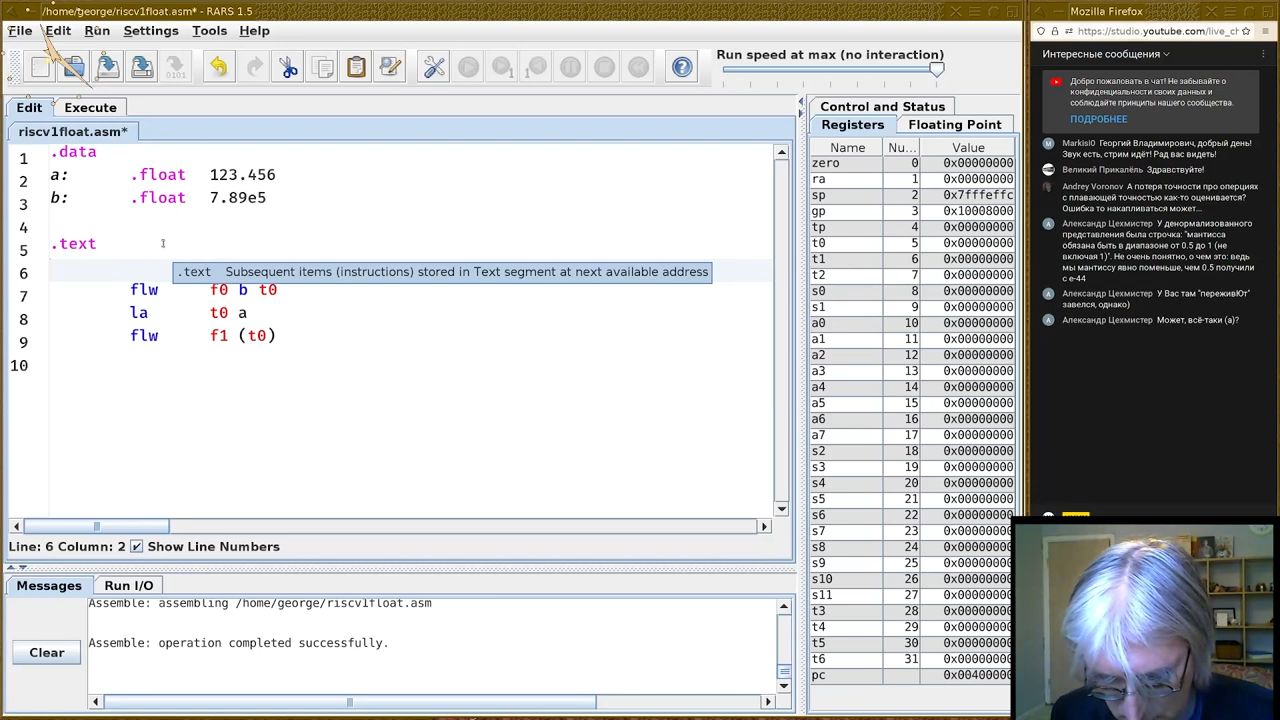 /home/george/riscv1float.asm* - RARS 1.5
File Edit Run Settings Tools Help
Run speed at max (no interaction)
Edit Execute
riscv1float.asm*
1 .data
2 a: .float 123.456
3 b: .float 7.89e5
4
5 .text
6
.text Subsequent items (instructions) stored in Text segment at next available address
7 flw f0 b t0
8 la t0 a
9 flw f1 (t0)
10
Line: 6 Column: 2 Show Line Numbers
Messages Run I/O
Assemble: assembling /home/george/riscv1float.asm
Assemble: operation completed successfully.
Clear
Control and Status
Registers Floating Point
Name Nu... Value
zero 0 0x00000000
ra 1 0x00000000
sp 2 0x7fffeffc
gp 3 0x10008000
tp 4 0x00000000
t0 5 0x00000000
t1 6 0x00000000
t2 7 0x00000000
s0 8 0x00000000
s1 9 0x00000000
a0 10 0x00000000
a1 11 0x00000000
a2 12 0x00000000
a3 13 0x00000000
a4 14 0x00000000
a5 15 0x00000000
a6 16 0x00000000
a7 17 0x00000000
s2 18 0x00000000
s3 19 0x00000000
s4 20 0x00000000
s5 21 0x00000000
s6 22 0x00000000
s7 23 0x00000000
s8 24 0x00000000
s9 25 0x00000000
s10 26 0x00000000
s11 27 0x00000000
t3 28 0x00000000
t4 29 0x00000000
t5 30 0x00000000
t6 31 0x00000000
pc 0x00400000
Mozilla Firefox
https://studio.youtube.com/live_ch
Интересные сообщения
Добро пожаловать в чат! Не забывайте о
конфиденциальности своих данных и
соблюдайте принципы нашего сообщества.
ПОДРОБНЕЕ
Markisi0 Георгий Владимирович, добрый день!
Звук есть, стрим идёт! Рад вас видеть!
Великий Прикалёль Здравствуйте!
Andrey Voronov А потеря точности про оперциях
с плавающей точностью как-то оценивается?
Ошибка то накапливаться может...
Александр Цехмистер У денормализованного
представления была строчка: "мантисса
обязана быть в диапазоне от 0.5 до 1 (не
включая 1)". Не очень понятно, о чем это: ведь
мы мантиссу явно поменьше, чем 0.5 получили
с e-44
Александр Цехмистер У Вас там "переживЮт"
завелся, однако)
Александр Цехмистер Может, всё-таки (a)?